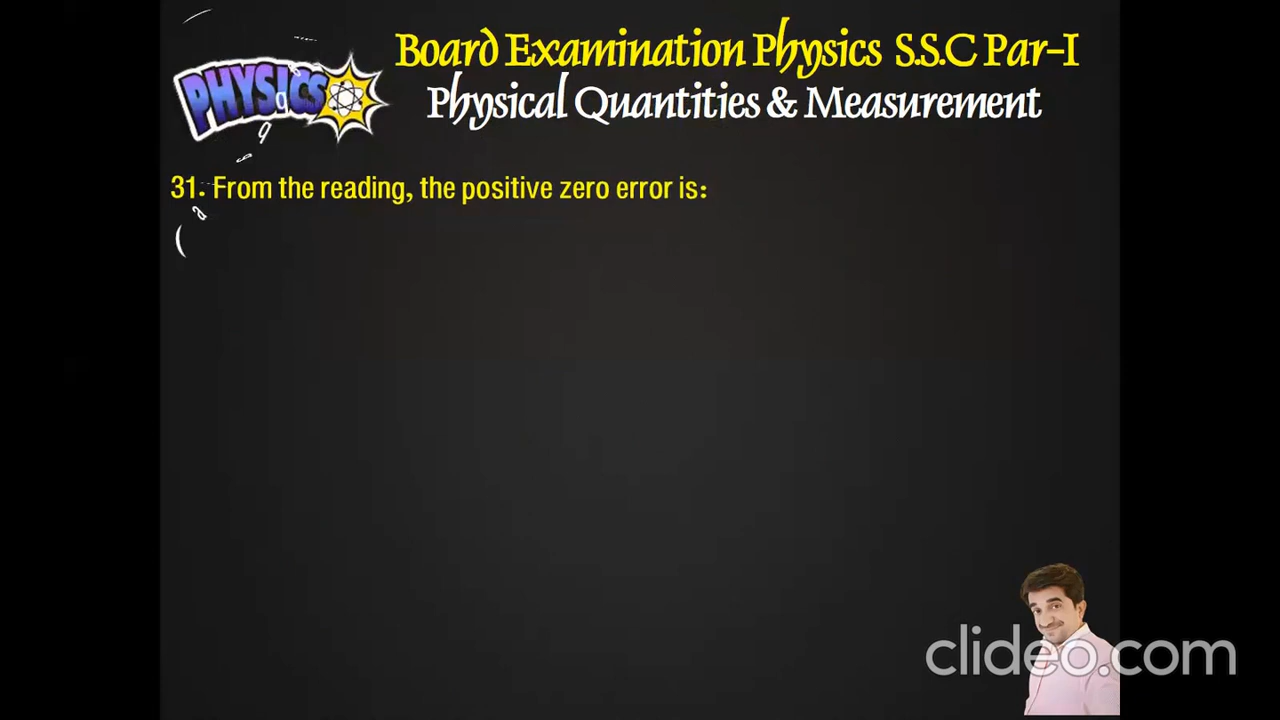 Board Examination Physics S.S.C Par-I
PHYSICS
Physical Quantities & Measurement
31. From the reading, the positive zero error is:
(
a
clideo.com